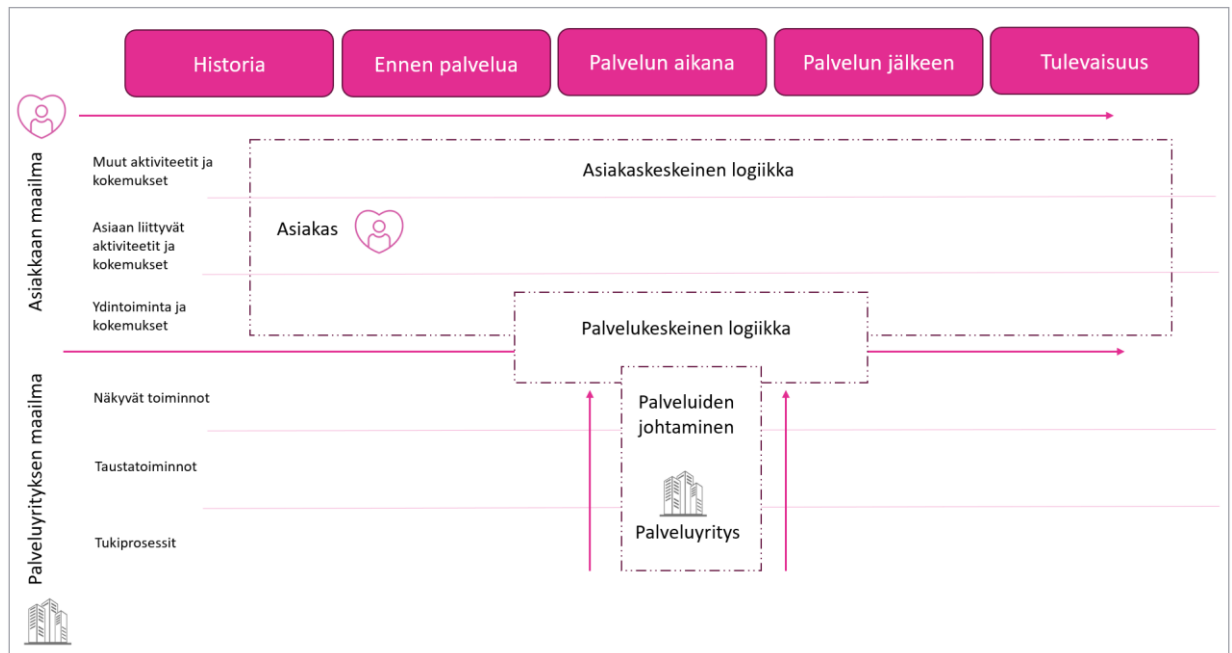 Historia
Ennen palvelua
Palvelun aikana
Palvelun jälkeen
Tulevaisuus
Asiakkaan maailma
Muut aktiviteetit ja
kokemukset
Asiakaskeskeinen logiikka
Asiaan liittyvät
aktiviteetit ja
kokemukset
Asiakas
Ydintoiminta ja
kokemukset
Palvelukeskeinen logiikka
Palveluyrityksen maailma
Näkyvät toiminnot
Palveluiden
johtaminen
Taustatoiminnot
Palveluyritys
Tukiprosessit